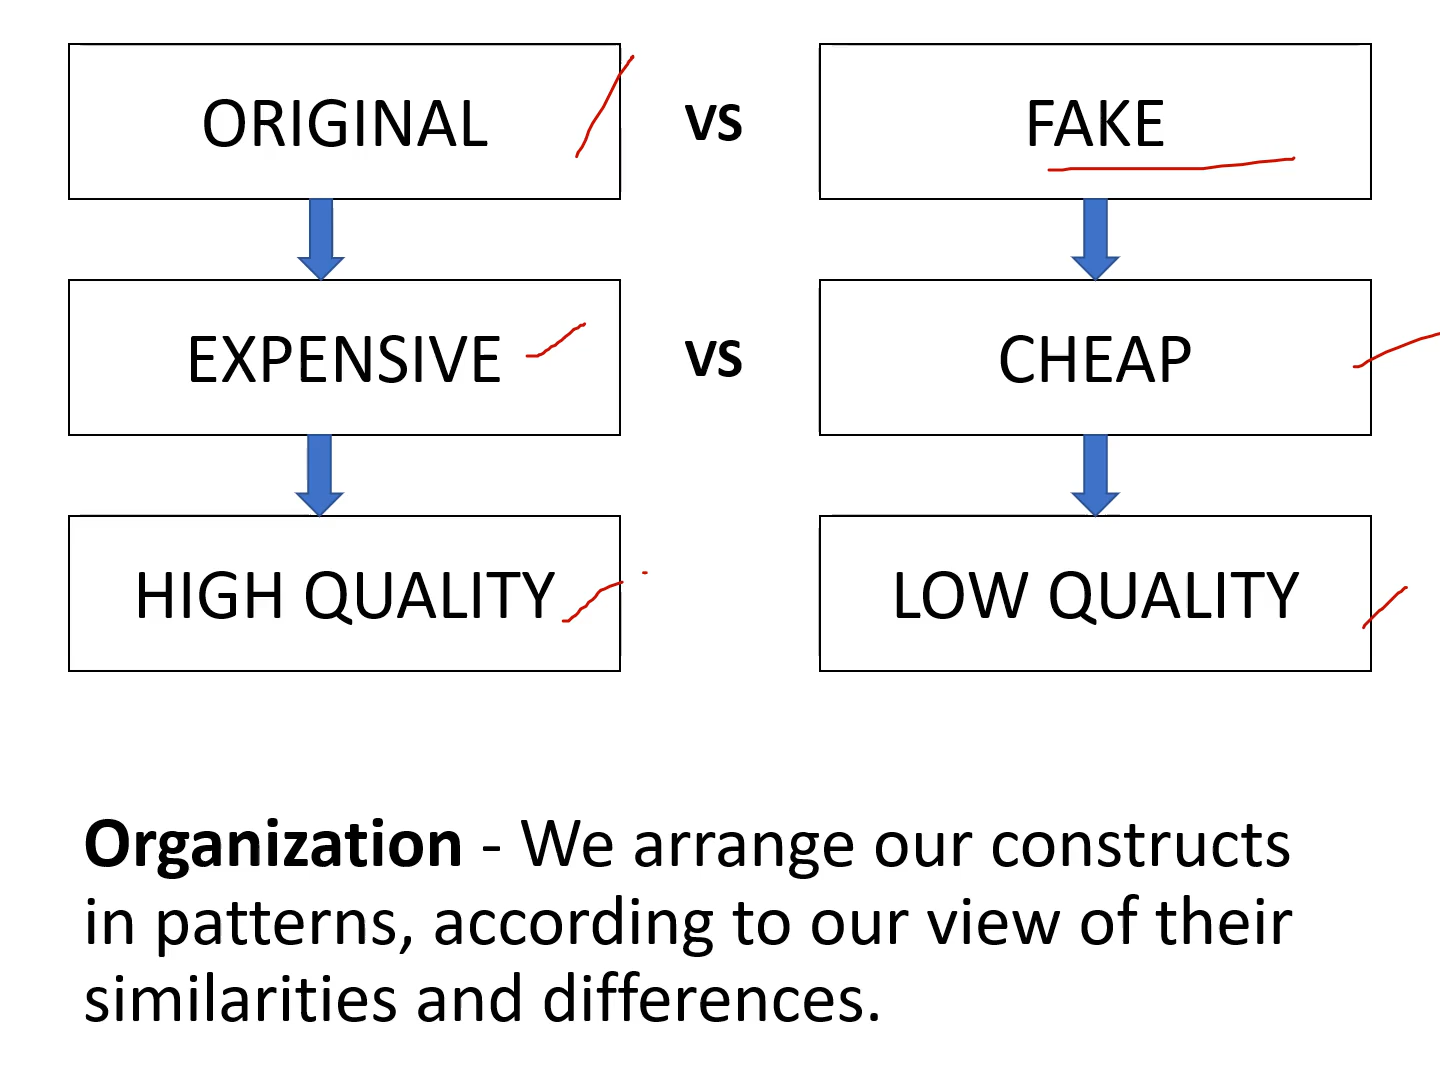 ORIGINAL vs FAKE
EXPENSIVE vs CHEAP
HIGH QUALITY LOW QUALITY
Organization - We arrange our constructs
in patterns, according to our view of their
similarities and differences.